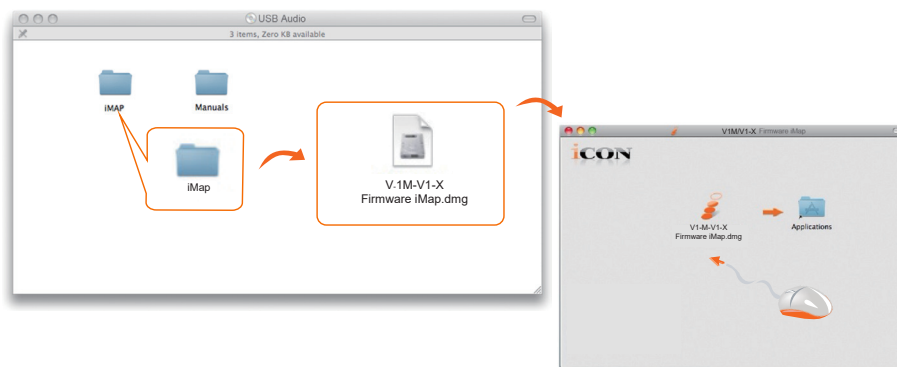 USB Audio
3 items, Zero KB available
iMAP
Manuals
iMap
V-1M-V1-X
Firmware iMap.dmg
V1M/V1-X Firmware iMap
iCON
V1-M-V1-X
Firmware iMap.dmg
Applications